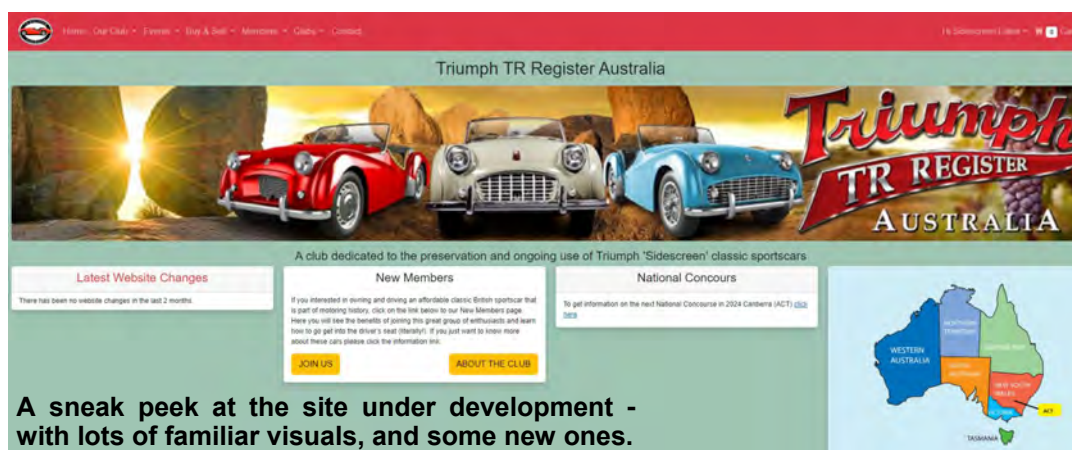 Home Our Club Events Buy & Sell Members Clubs Contact
Hi Sidescreen 0
Triumph TR Register Australia
Triumph
TR REGISTER
AUSTRALIA
A club dedicated to the preservation and ongoing use of Triumph 'Sidescreen' classic sportscars
Latest Website Changes
There has been no website changes in the last 2 months.
New Members
If you interested in owning and driving an affordable classic British sportscar that
is part of motoring history, click on the link below to our New Members page.
Here you will see the benefits of joining this great group of enthusiasts and learn
how to go get into the driver's seat (literally!). If you just want to know more
about these cars please click the information link.
JOIN US
ABOUT THE CLUB
National Concours
To get information on the next National Concourse in 2024 Canberra (ACT) click
here
WESTERN
AUSTRALIA
NORTHERN
TERRITORY
NEW SOUTH
WALES
ACT
TASMANIA
A sneak peek at the site under development -
with lots of familiar visuals, and some new ones.